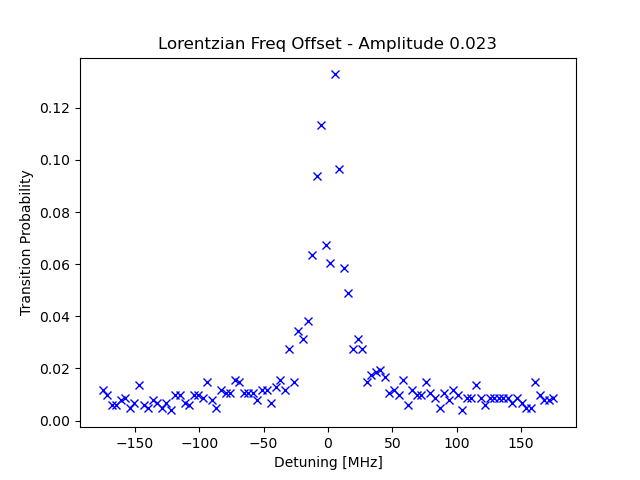 Lorentzian Freq Offset - Amplitude 0.023
Transition Probability
0.12
0.10
0.08
0.06
0.04
0.02
0.00
−150 −100 −50 0 50 100 150
Detuning [MHz]